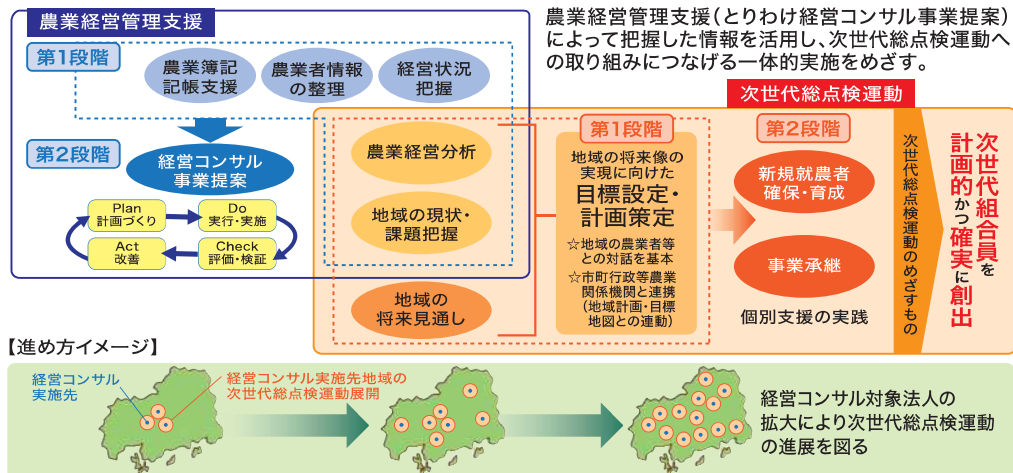 農業経営管理支援
農業経営管理支援（とりわけ経営コンサル事業提案）
によって把握した情報を活用し、次世代総点検運動へ
の取り組みにつなげる一体的実施をめざす。
第1段階
農業簿記
記帳支援
農業者情報
の整理
経営状況
把握
第2段階
経営コンサル
事業提案
Plan
計画づくり
Do
実行・実施
Act
改善
Check
評価・検証
次世代総点検運動
農業経営分析
地域の現状・
課題把握
地域の
将来見通し
第1段階
地域の将来像の
実現に向けた
目標設定・
計画策定
☆地域の農業者等
との対話を基本
☆市町行政等農業
関係機関と連携
（地域計画・目標
地図との連動）
第2段階
新規就農者
確保・育成
事業承継
個別支援の実践
次世代総点検運動のめざすもの
次世代組合員を
計画的かつ確実に創出
【進め方イメージ】
経営コンサル
実施先
経営コンサル実施先地域の
次世代総点検運動展開
経営コンサル対象法人の
拡大により次世代総点検運動
の進展を図る